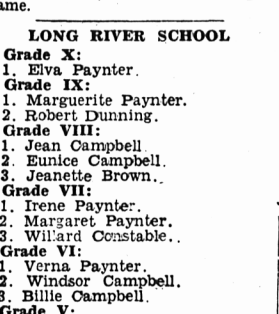 ame.
LONG RIVER SCHOOL
Grade X:
1. Elva Paynter.
Grade IX:
1. Marguerite Paynter.
2. Robert Dunning.
Grade VIII:
1. Jean Campbell
2. Eunice Campbell.
3. Jeanette Brown..
Grade VII:
1. Irene Paynter.
2. Margaret Paynter.
3. Willard Constable..
Grade VI:
1. Verna Paynter.
2. Windsor Campbell.
3. Billie Campbell.
Grade V: